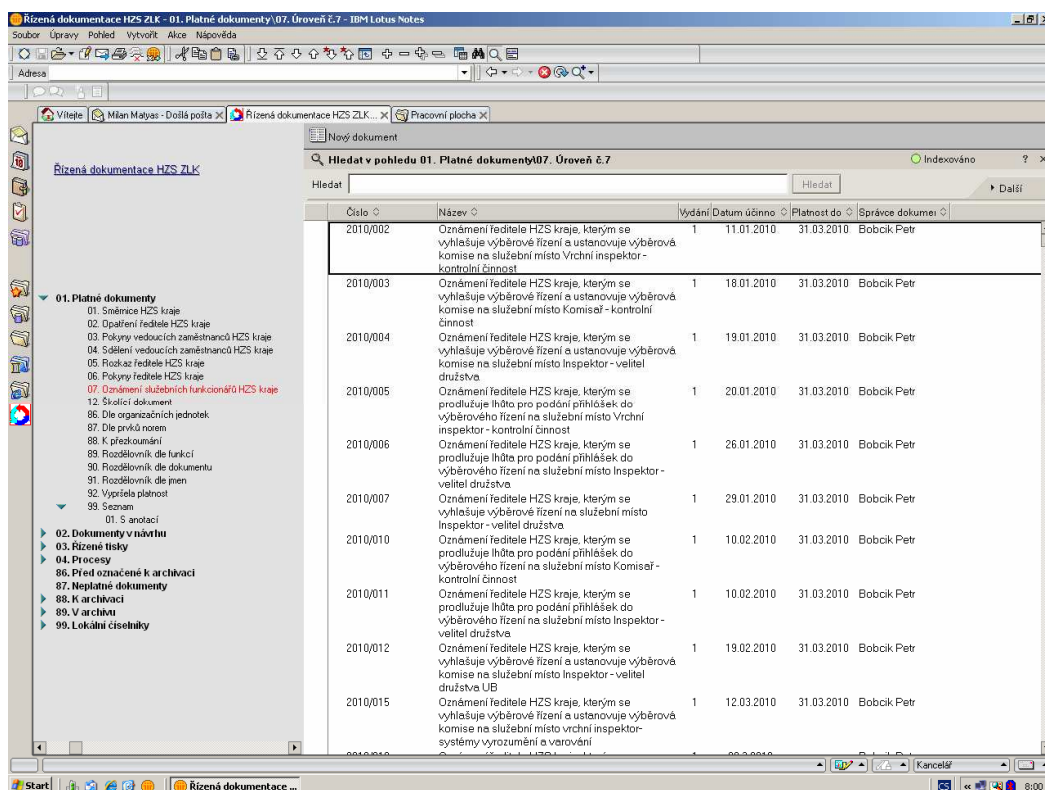 Řízená dokumentace HZS ZLK - 01. Platné dokumenty\07. Úroveň č.7 - IBM Lotus Notes
Soubor Úpravy Pohled Vytvořit Akce Nápověda
Adresa
Vítejte Milan Matyas - Došlá pošta Řízená dokumentace HZS ZLK... Pracovní plocha
Řízená dokumentace HZS ZLK
01. Platné dokumenty
01. Směrnice HZS kraje
02. Opatření ředitele HZS kraje
03. Pokyny vedoucích zaměstnanců HZS kraje
04. Sdělení vedoucích zaměstnanců HZS kraje
05. Rozkaz ředitele HZS kraje
06. Pokyny ředitele HZS kraje
07. Oznámení služebních funkcionářů HZS kraje
12. Školící dokument
86. Dle organizačních jednotek
87. Dle prvků norem
88. K přezkoumání
89. Rozdělovník dle funkcí
90. Rozdělovník dle dokumentu
91. Rozdělovník dle jmen
92. Vypršela platnost
99. Seznam
01. S anotací
02. Dokumenty v návrhu
03. Řízené tisky
04. Procesy
86. Před označené k archivaci
87. Neplatné dokumenty
88. K archivaci
89. V archivu
99. Lokální číselníky
Nový dokument
Hledat v pohledu 01. Platné dokumenty\07. Úroveň č.7 Indexováno ?
Hledat Hledat Další
Číslo Název Vydání Datum účinno Platnost do Správce dokumer
2010/002 Oznámení ředitele HZS kraje, kterým se 1 11.01.2010 31.03.2010 Bobcik Petr
vyhlašuje výběrové řízení a ustanovuje výběrová
komise na služební místo Vrchní inspektor -
kontrolní činnost
2010/003 Oznámení ředitele HZS kraje, kterým se 1 18.01.2010 31.03.2010 Bobcik Petr
vyhlašuje výběrové řízení a ustanovuje výběrová
komise na služební místo Komisař - kontrolní
činnost
2010/004 Oznámení ředitele HZS kraje, kterým se 1 19.01.2010 31.03.2010 Bobcik Petr
vyhlašuje výběrové řízení a ustanovuje výběrová
komise na služební místo Inspektor - velitel
družstva
2010/005 Oznámení ředitele HZS kraje, kterým se 1 20.01.2010 31.03.2010 Bobcik Petr
prodlužuje lhůta pro podání přihlášek do
výběrového řízení na služební místo Vrchní
inspektor - kontrolní činnost
2010/006 Oznámení ředitele HZS kraje, kterým se 1 26.01.2010 31.03.2010 Bobcik Petr
prodlužuje lhůta pro podání přihlášek do
výběrového řízení na služební místo Inspektor -
velitel družstva
2010/007 Oznámení ředitele HZS kraje, kterým se 1 29.01.2010 31.03.2010 Bobcik Petr
vyhlašuje výběrové řízení na služební místo
Inspektor - velitel družstva
2010/010 Oznámení ředitele HZS kraje, kterým se 1 10.02.2010 31.03.2010 Bobcik Petr
prodlužuje lhůta pro podání přihlášek do
výběrového řízení na služební místo Komisař -
kontrolní činnost
2010/011 Oznámení ředitele HZS kraje, kterým se 1 10.02.2010 31.03.2010 Bobcik Petr
prodlužuje lhůta pro podání přihlášek do
výběrového řízení na služební místo Inspektor -
velitel družstva
2010/012 Oznámení ředitele HZS kraje, kterým se 1 19.02.2010 31.03.2010 Bobcik Petr
vyhlašuje výběrové řízení a ustanovuje výběrová
komise na služební místo Inspektor - velitel
družstva UB
2010/015 Oznámení ředitele HZS kraje, kterým se 1 12.03.2010 31.03.2010 Bobcik Petr
vyhlašuje výběrové řízení a ustanovuje výběrová
komise na služební místo vrchní inspektor-
systémy vyrozumění a varování
Kancelář
Start Řízená dokumentace ... CS 8:00